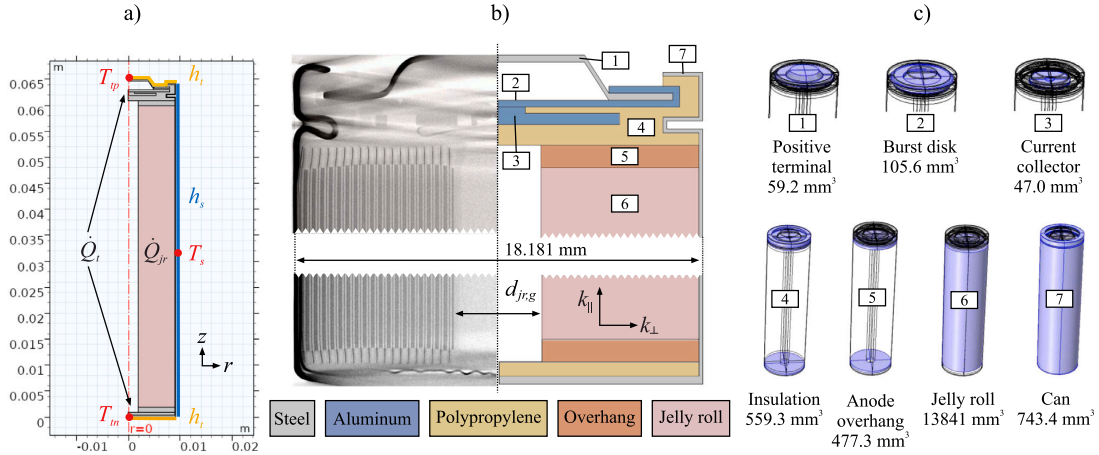 a)
m
0.065
0.06
0.055
0.05
0.045
0.04
0.035
0.03
0.025
0.02
0.015
0.01
0.005
0
-0.01
0
0.01
0.02
m
r=0
T_tp
h_t
h_s
Q̇_t
Q̇_jr
T_s
z
r
T_tn
h_t
b)
1
7
2
3
4
5
6
18.181 mm
d_jr,g
k_∥
k_⊥
Steel
Aluminum
Polypropylene
Overhang
Jelly roll
c)
1
Positive
terminal
59.2 mm³
2
Burst disk
105.6 mm³
3
Current
collector
47.0 mm³
4
Insulation
559.3 mm³
5
Anode
overhang
477.3 mm³
6
Jelly roll
13841 mm³
7
Can
743.4 mm³